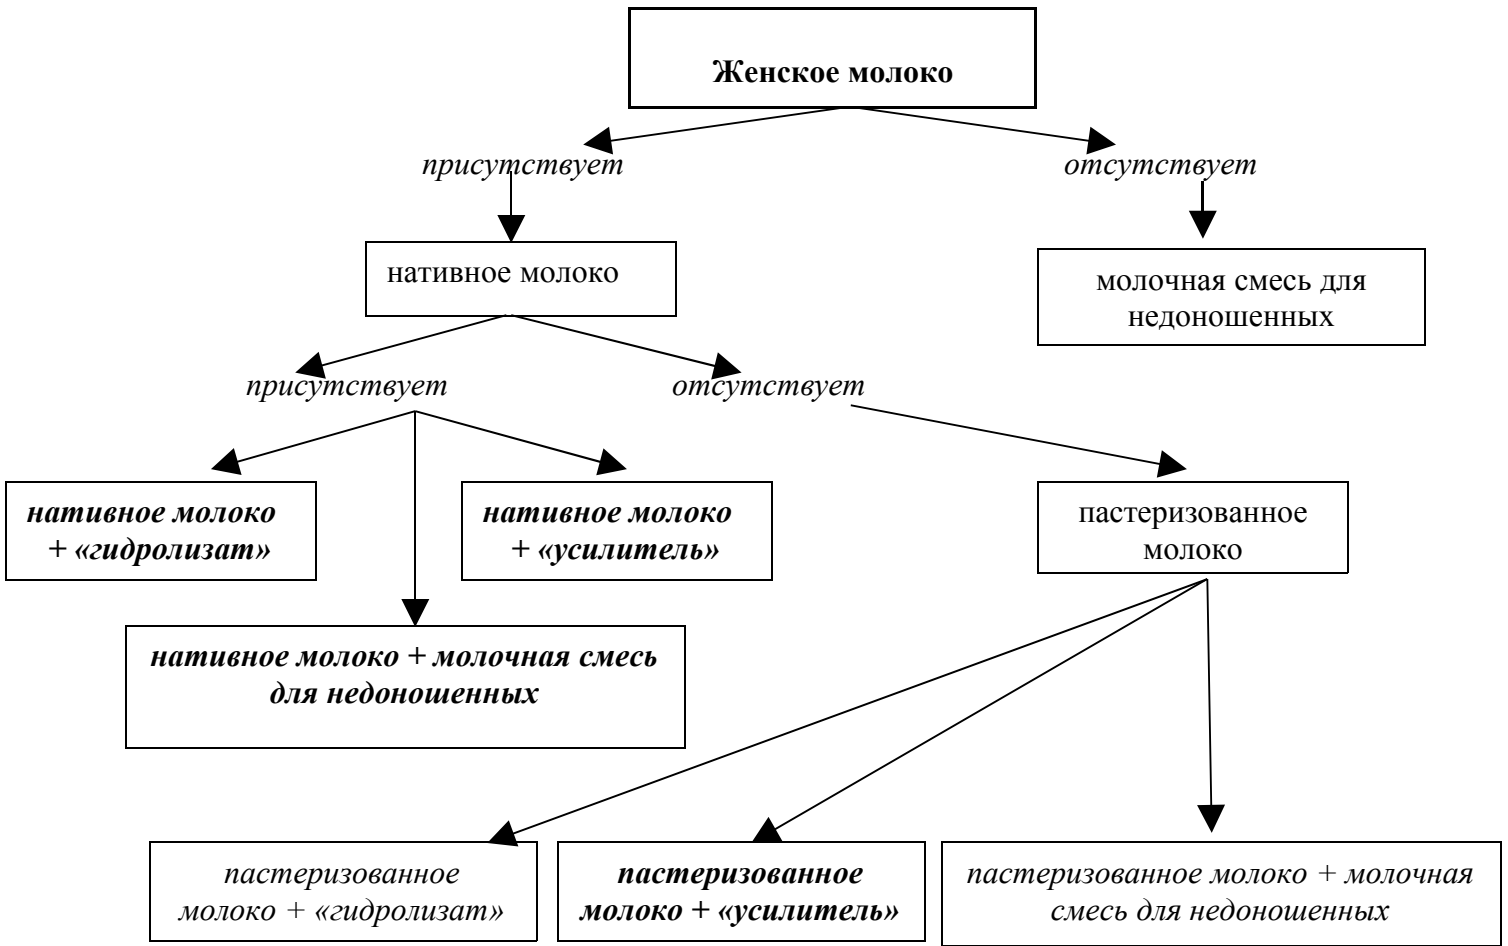 Женское молоко
присутствует
отсутствует
нативное молоко
молочная смесь для
недоношенных
присутствует
отсутствует
нативное молоко
+ «гидролизат»
нативное молоко
+ «усилитель»
пастеризованное
молоко
нативное молоко + молочная смесь
для недоношенных
пастеризованное
молоко + «гидролизат»
пастеризованное
молоко + «усилитель»
пастеризованное молоко + молочная
смесь для недоношенных